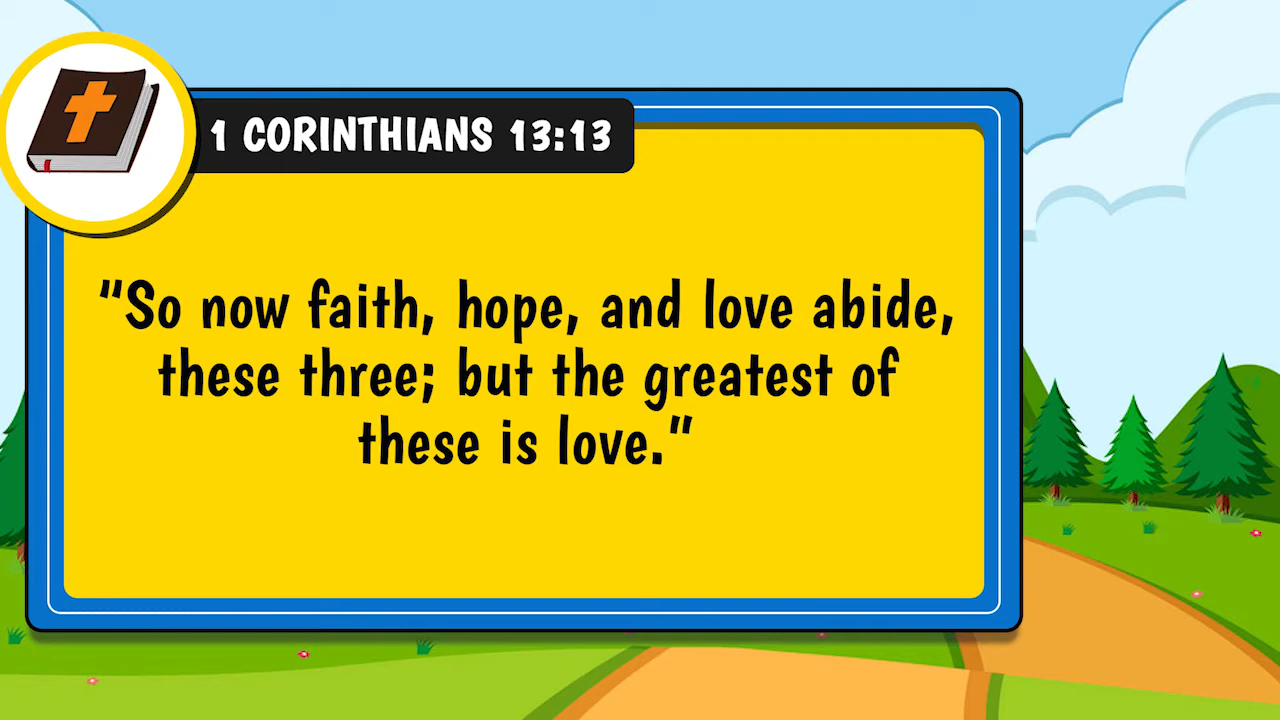 1 CORINTHIANS 13:13
"So now faith, hope, and love abide,
these three; but the greatest of
these is love."